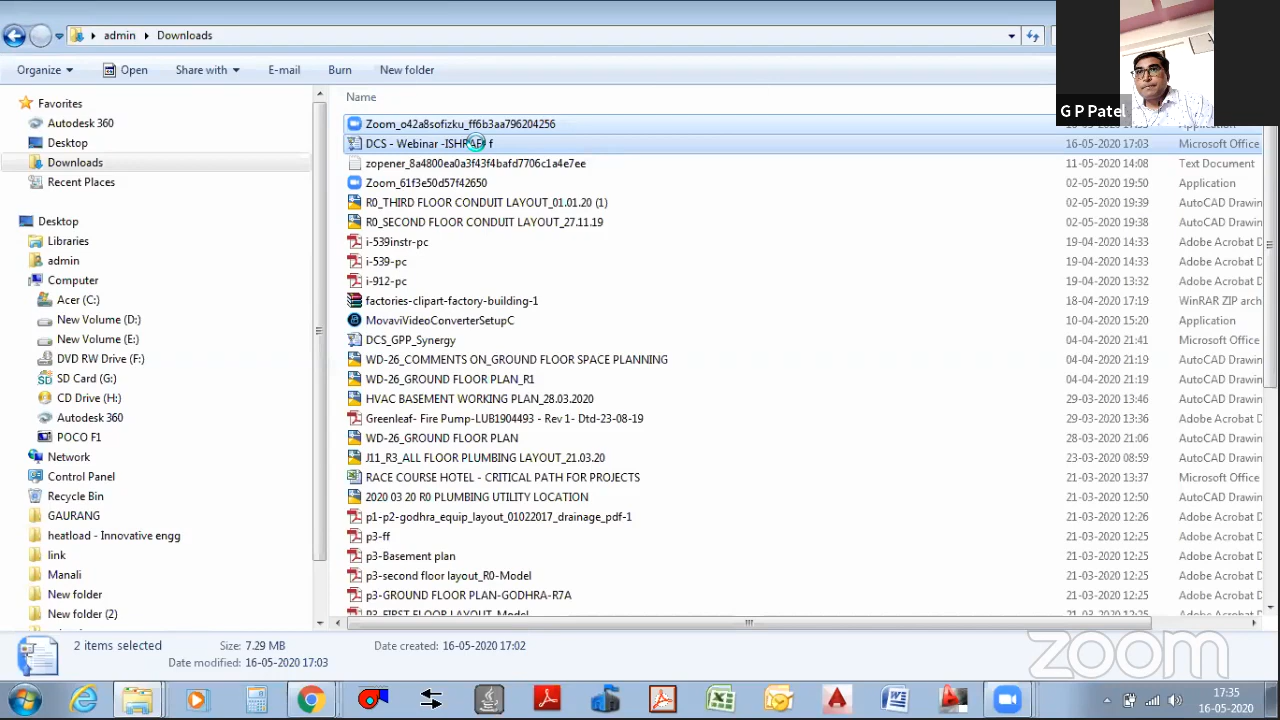 admin Downloads
Organize Open Share with E-mail Burn New folder
G P Patel
Favorites
Autodesk 360
Desktop
Downloads
Recent Places
Desktop
Libraries
admin
Computer
Acer (C:)
New Volume (D:)
New Volume (E:)
DVD RW Drive (F:)
SD Card (G:)
CD Drive (H:)
Autodesk 360
POCO F1
Network
Control Panel
Recycle Bin
GAURANG
heatload - Innovative engg
link
Manali
New folder
New folder (2)
Name
Zoom_o42a8sofizku_ff6b3aa796204256
DCS - Webinar 16-05-2020 17:03 Microsoft Office
zopener_8a4800ea0a3f43f4bafd7706c1a4e7ee 11-05-2020 14:08 Text Document
Zoom_61f3e50d57f42650 02-05-2020 19:50 Application
R0_THIRD FLOOR CONDUIT LAYOUT_01.01.20 (1) 02-05-2020 19:39 AutoCAD Drawin
R0_SECOND FLOOR CONDUIT LAYOUT_27.11.19 02-05-2020 19:38 AutoCAD Drawin
i-539instr-pc 19-04-2020 14:33 Adobe Acrobat D
i-539-pc 19-04-2020 14:33 Adobe Acrobat D
i-912-pc 19-04-2020 13:32 Adobe Acrobat D
factories-clipart-factory-building-1 18-04-2020 17:19 WinRAR ZIP arch
MovaviVideoConverterSetupC 10-04-2020 15:20 Application
DCS_GPP_Synergy 04-04-2020 21:41 Microsoft Office
WD-26_COMMENTS ON_GROUND FLOOR SPACE PLANNING 04-04-2020 21:19 AutoCAD Drawin
WD-26_GROUND FLOOR PLAN_R1 04-04-2020 21:19 AutoCAD Drawin
HVAC BASEMENT WORKING PLAN_28.03.2020 29-03-2020 13:46 AutoCAD Drawin
Greenleaf- Fire Pump-LUB1904493 - Rev 1- Dtd-23-08-19 29-03-2020 13:36 Adobe Acrobat D
WD-26_GROUND FLOOR PLAN 28-03-2020 21:06 AutoCAD Drawin
J11_R3_ALL FLOOR PLUMBING LAYOUT_21.03.20 23-03-2020 08:59 AutoCAD Drawin
RACE COURSE HOTEL - CRITICAL PATH FOR PROJECTS 21-03-2020 13:37 Microsoft Office
2020 03 20 R0 PLUMBING UTILITY LOCATION 21-03-2020 12:50 AutoCAD Drawin
p1-p2-godhra_equip_layout_01022017_drainage_pdf-1 21-03-2020 12:26 Adobe Acrobat D
p3-ff 21-03-2020 12:25 Adobe Acrobat D
p3-Basement plan 21-03-2020 12:25 Adobe Acrobat D
p3-second floor layout_R0-Model 21-03-2020 12:25 Adobe Acrobat D
p3-GROUND FLOOR PLAN-GODHRA-R7A 21-03-2020 12:25 Adobe Acrobat D
P3_FIRST FLOOR LAYOUT_Model 21-03-2020 12:25 Adobe Acrobat D
2 items selected Size: 7.29 MB Date created: 16-05-2020 17:02
Date modified: 16-05-2020 17:03
zoom
17:35
16-05-2020